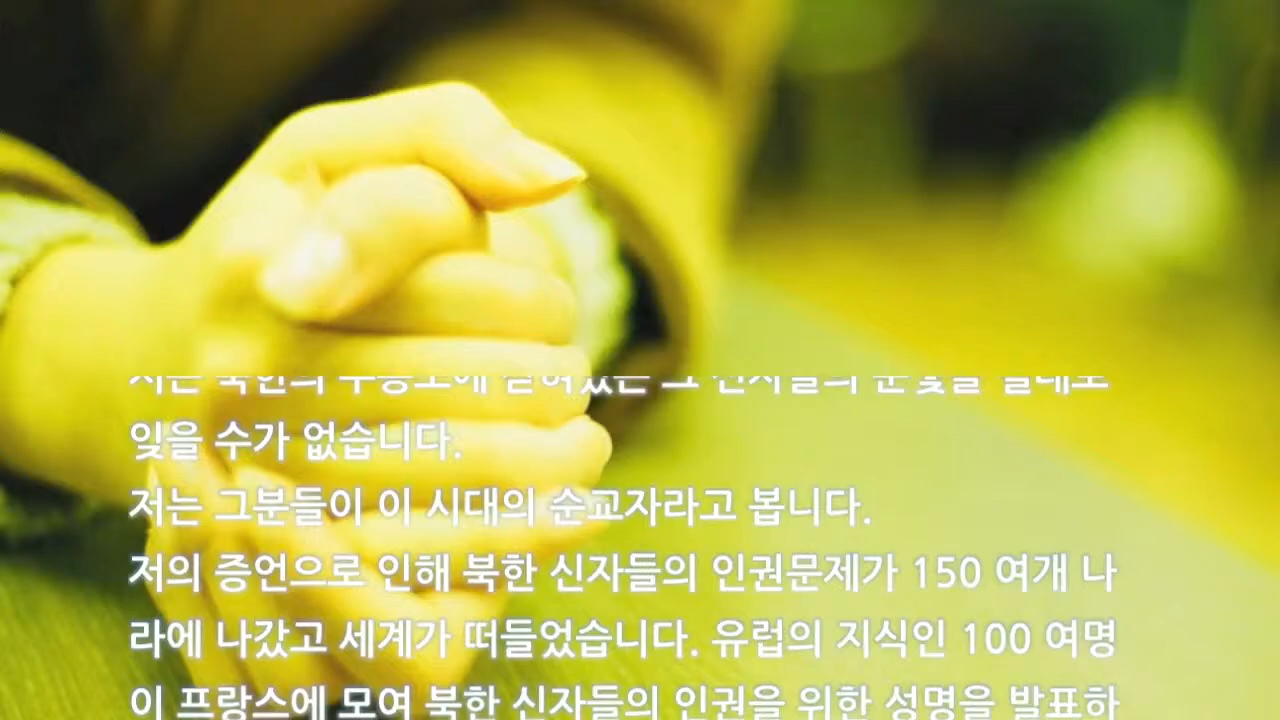 잊을 수가 없습니다.
저는 그분들이 이 시대의 순교자라고 봅니다.
저의 증언으로 인해 북한 신자들의 인권문제가 150 여개 나
라에 나갔고 세계가 떠들었습니다. 유럽의 지식인 100 여명
이 프랑스에 모여 북한 신자들의 인권을 위한 성명을 발표하